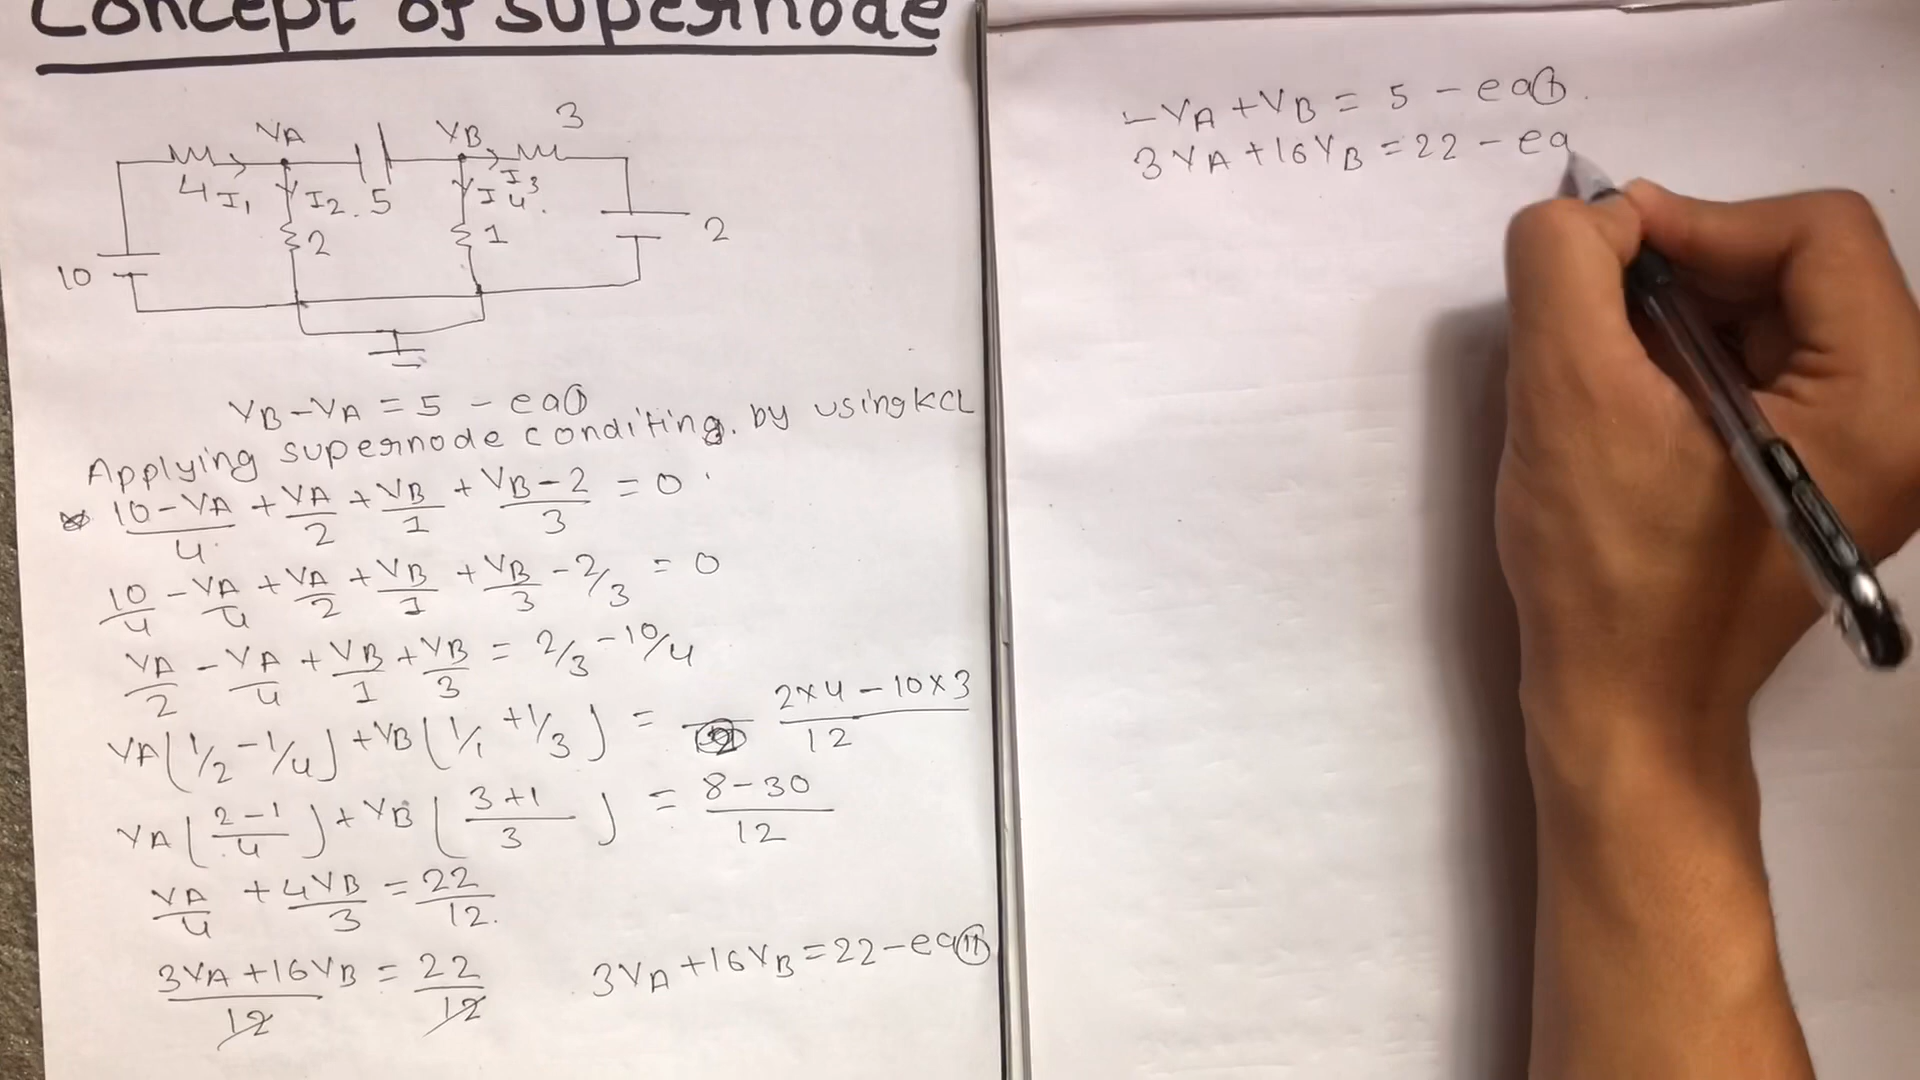 Concept of supernode
VA VB 3
4 I1 I2 5 I4 I3
10 2 1 2
VB - VA = 5 - eq①
Applying supernode conditing. by using KCL
10-VA/4 + VA/2 + VB/1 + VB-2/3 = 0
10/4 - VA/4 + VA/2 + VB/1 + VB/3 - 2/3 = 0
VA/2 - VA/4 + VB/1 + VB/3 = 2/3 - 10/4
VA(1/2 - 1/4) + VB(1/1 + 1/3) = 2×4 - 10×3/12
VA(2-1/4) + VB(3+1/3) = 8-30/12
VA/4 + 4VB/3 = 22/12.
3VA + 16VB/12 = 22/12
3VA + 16VB = 22 - eq⑪
-VA + VB = 5 - eq①.
3VA + 16VB = 22 - eq